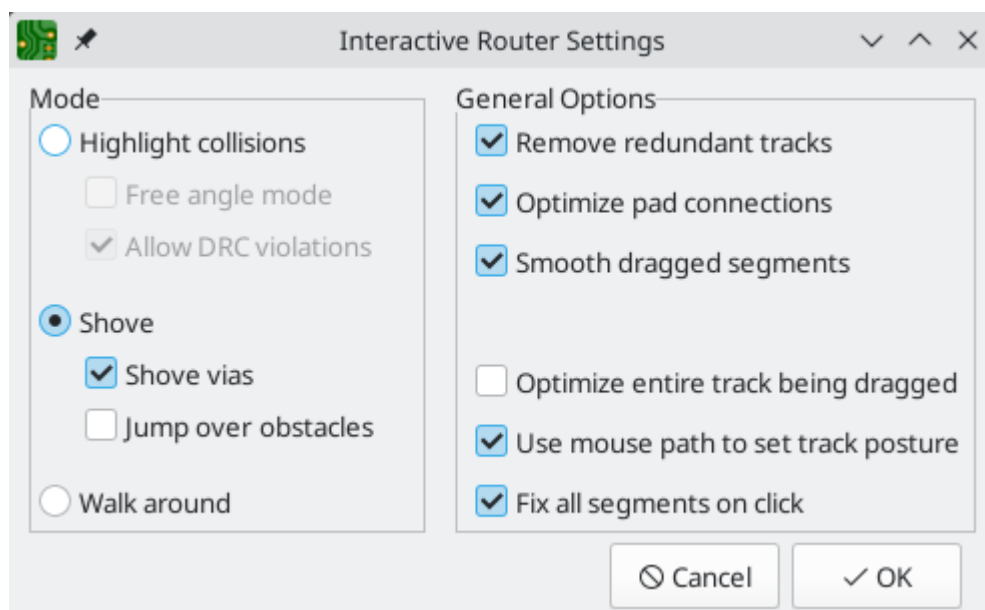 Interactive Router Settings
Mode
Highlight collisions
Free angle mode
Allow DRC violations
Shove
Shove vias
Jump over obstacles
Walk around
General Options
Remove redundant tracks
Optimize pad connections
Smooth dragged segments
Optimize entire track being dragged
Use mouse path to set track posture
Fix all segments on click
Cancel
OK